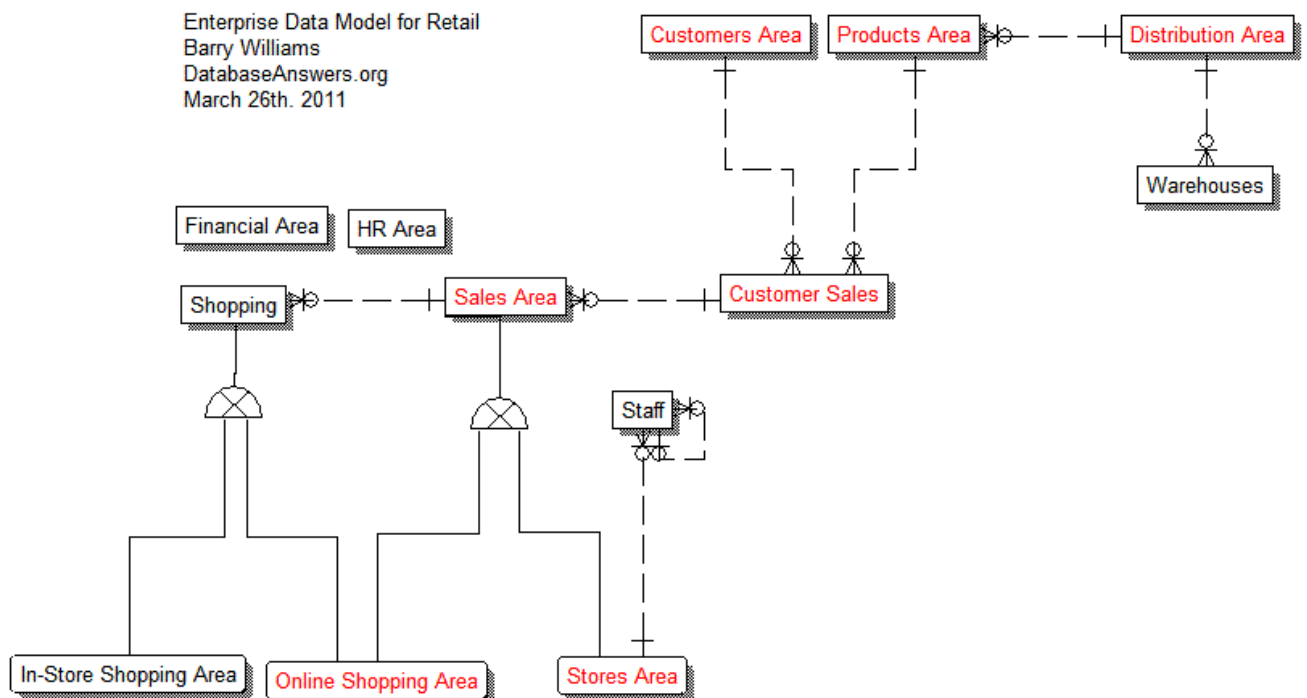 Enterprise Data Model for Retail
Barry Williams
DatabaseAnswers.org
March 26th. 2011
Customers Area
Products Area
Distribution Area
Warehouses
Financial Area
HR Area
Shopping
Sales Area
Customer Sales
Staff
In-Store Shopping Area
Online Shopping Area
Stores Area